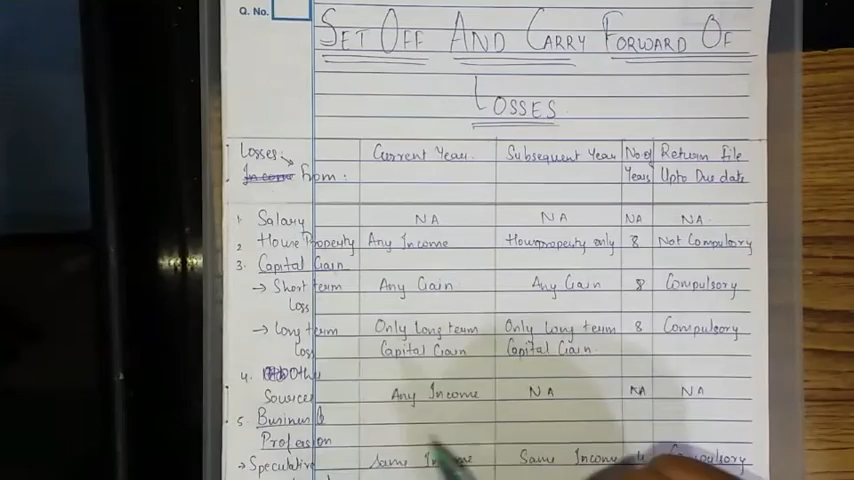 Q. No.
SET OFF AND CARRY FORWARD OF
LOSSES
Losses From: Current Year. Subsequent Year No of Years Return File Upto Due date
1. Salary NA NA NA NA.
2 House Property Any Income House property only 8 Not Compulsory
3. Capital Gain
→ Short term Loss Any Gain Any Gain 8 Compulsory
→ Long term Loss Only Long term Capital Gain Only Long term Capital Gain. 8 Compulsory
4. Other Sources Any Income NA NA NA
5 Business &
Profession
→ Speculative Same Income Same Income 4 Compulsory